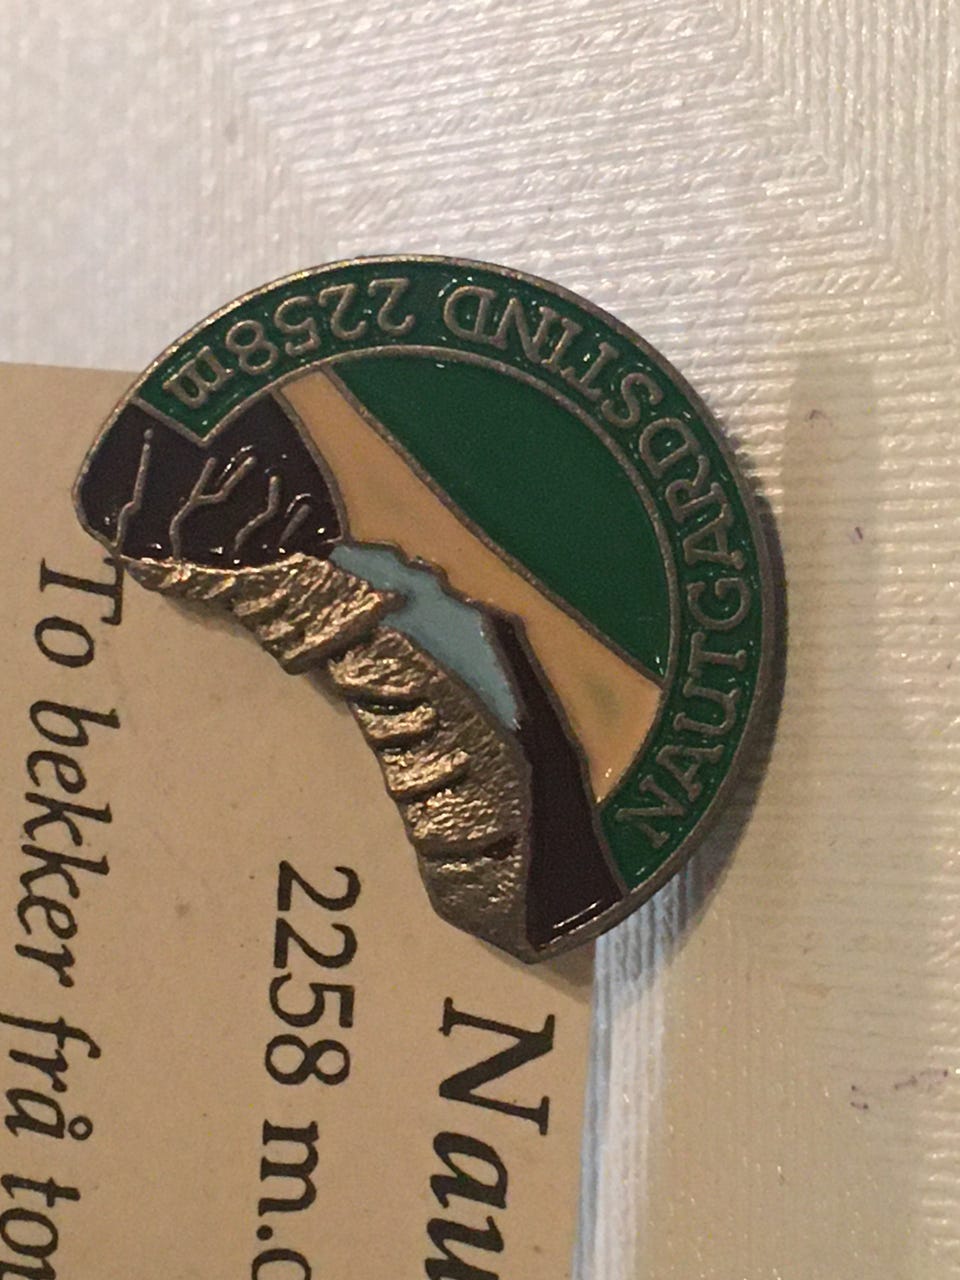 NAUTGARDSTIND 2258m
Nau
2258 m.o
To bekker frå